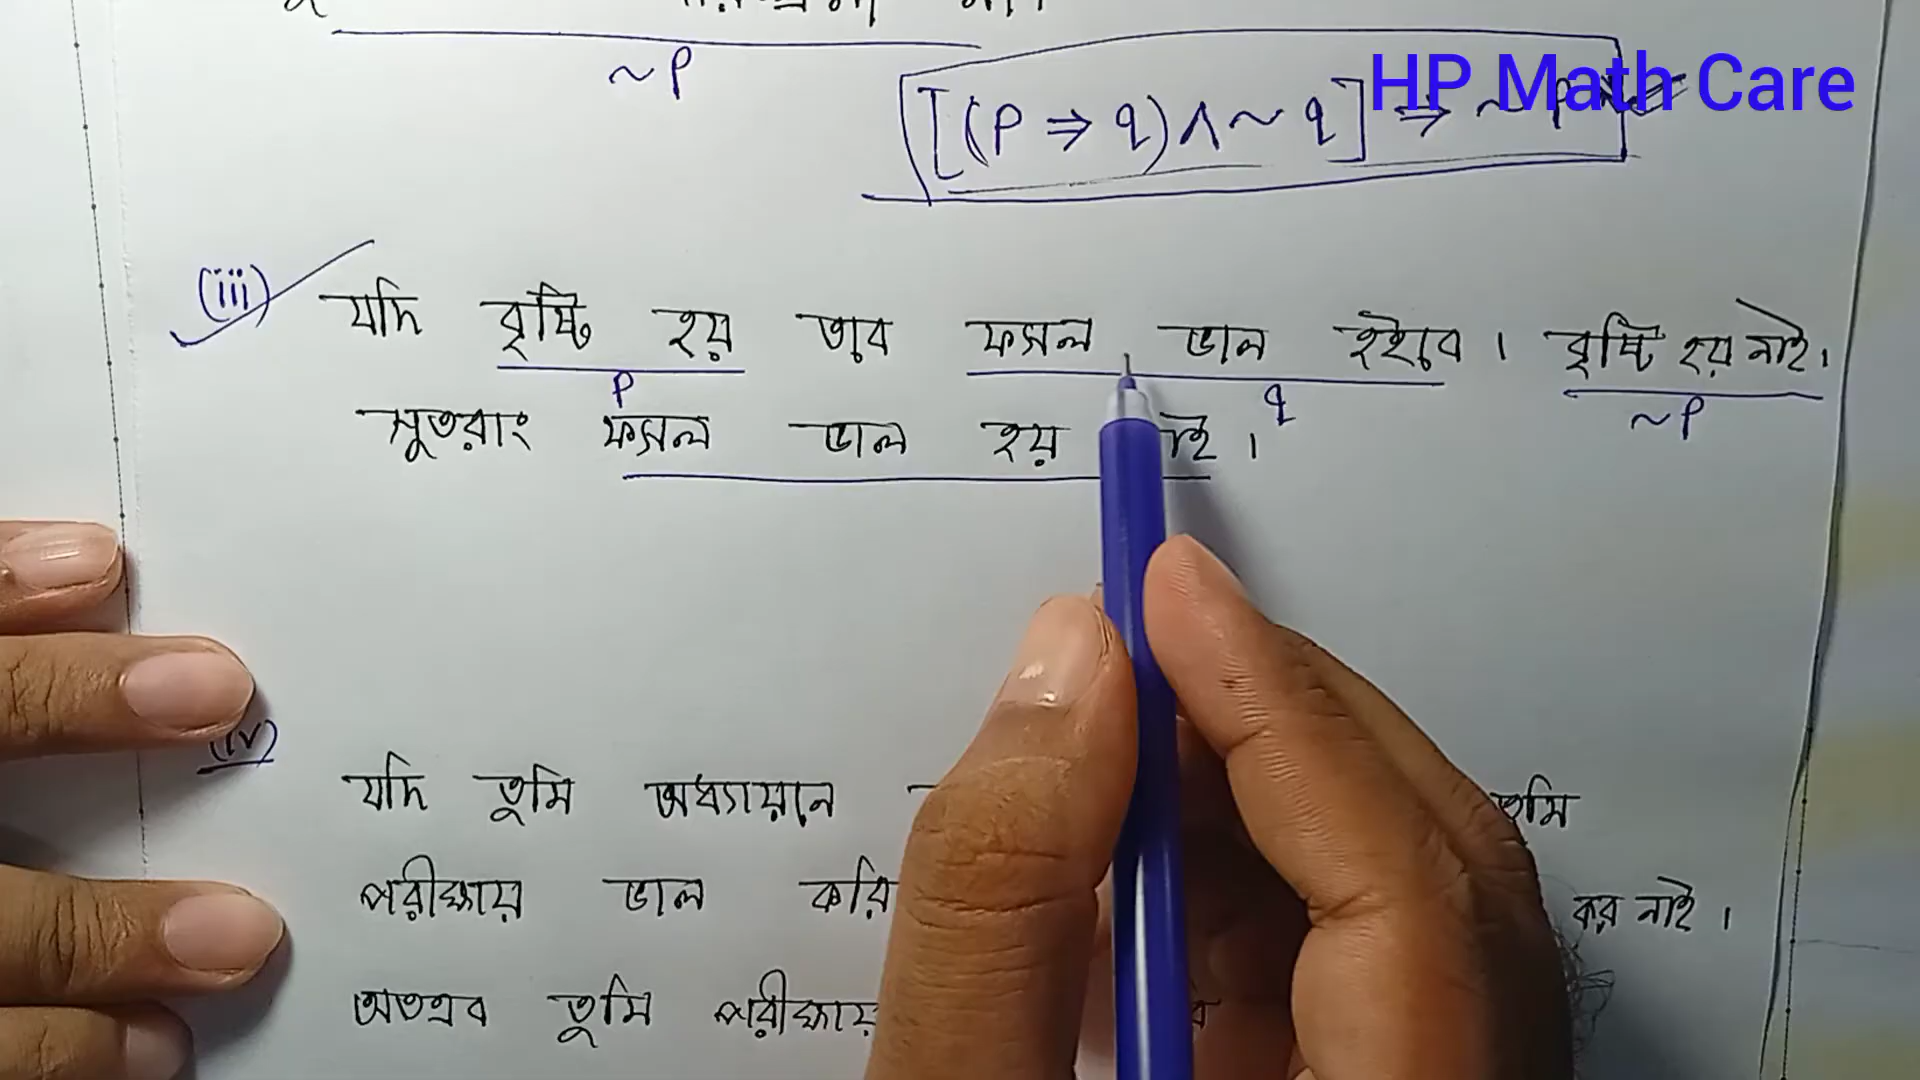 ~p
[(p ⇒ q) ∧ ~ q] ⇒ ~p
HP Math Care
(iii) যদি বৃষ্টি হয় তবে ফসল ভাল হইবে । বৃষ্টি হয় নাই।
p q ~p
সুতরাং ফসল ভাল হয় নাই ।
(iv) যদি তুমি অধ্যয়ন তুমি
পরীক্ষায় ভাল কর নাই ।
অতএব তুমি পরীক্ষায়